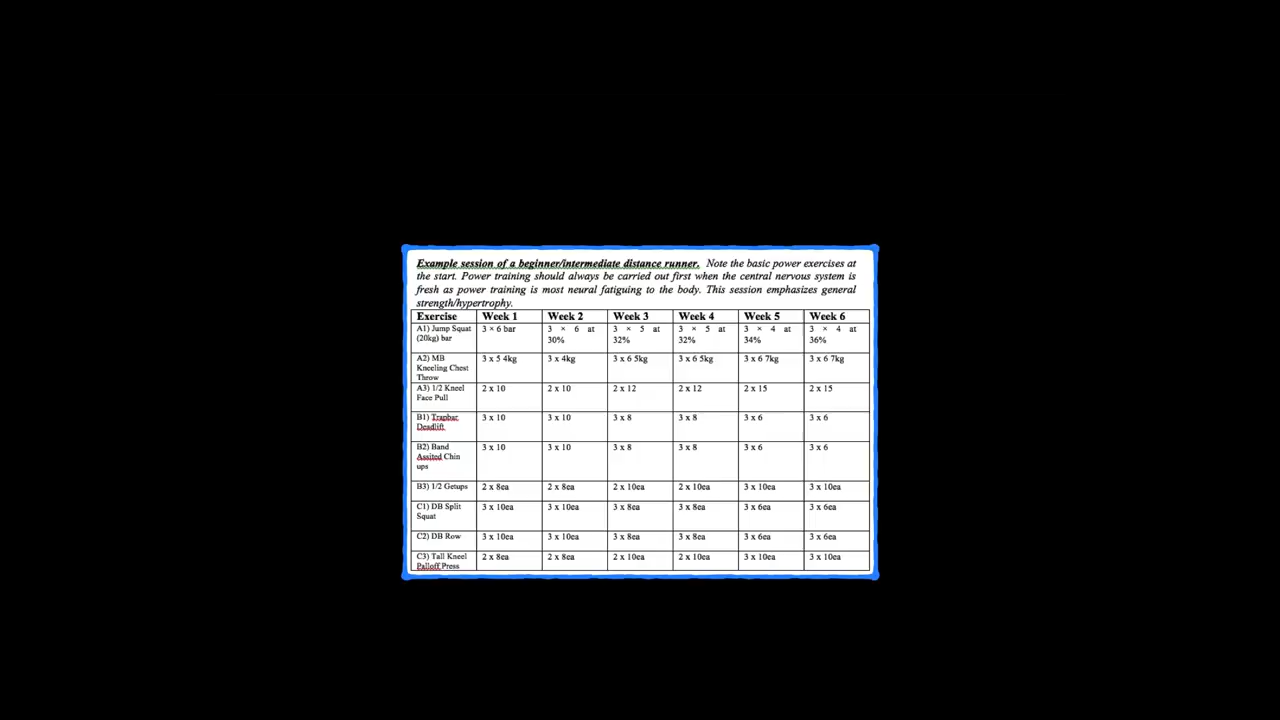 Example session of a beginner/intermediate distance runner. Note the basic power exercises at
the start. Power training should always be carried out first when the central nervous system is
fresh as power training is most neural fatiguing to the body. This session emphasizes general
strength/hypertrophy.
Exercise Week 1 Week 2 Week 3 Week 4 Week 5 Week 6
A1) Jump Squat (20kg) bar 3 × 6 bar 3 × 6 at 30% 3 × 5 at 32% 3 × 5 at 32% 3 × 4 at 34% 3 × 4 at 36%
A2) MB Kneeling Chest Throw 3 x 5 4kg 3 x 4kg 3 x 6 5kg 3 x 6 5kg 3 x 6 7kg 3 x 6 7kg
A3) 1/2 Kneel Face Pull 2 x 10 2 x 10 2 x 12 2 x 12 2 x 15 2 x 15
B1) Trapbar Deadlift 3 x 10 3 x 10 3 x 8 3 x 8 3 x 6 3 x 6
B2) Band Assited Chin ups 3 x 10 3 x 10 3 x 8 3 x 8 3 x 6 3 x 6
B3) 1/2 Getups 2 x 8ea 2 x 8ea 2 x 10ea 2 x 10ea 3 x 10ea 3 x 10ea
C1) DB Split Squat 3 x 10ea 3 x 10ea 3 x 8ea 3 x 8ea 3 x 6ea 3 x 6ea
C2) DB Row 3 x 10ea 3 x 10ea 3 x 8ea 3 x 8ea 3 x 6ea 3 x 6ea
C3) Tall Kneel Palloff Press 2 x 8ea 2 x 8ea 2 x 10ea 2 x 10ea 3 x 10ea 3 x 10ea